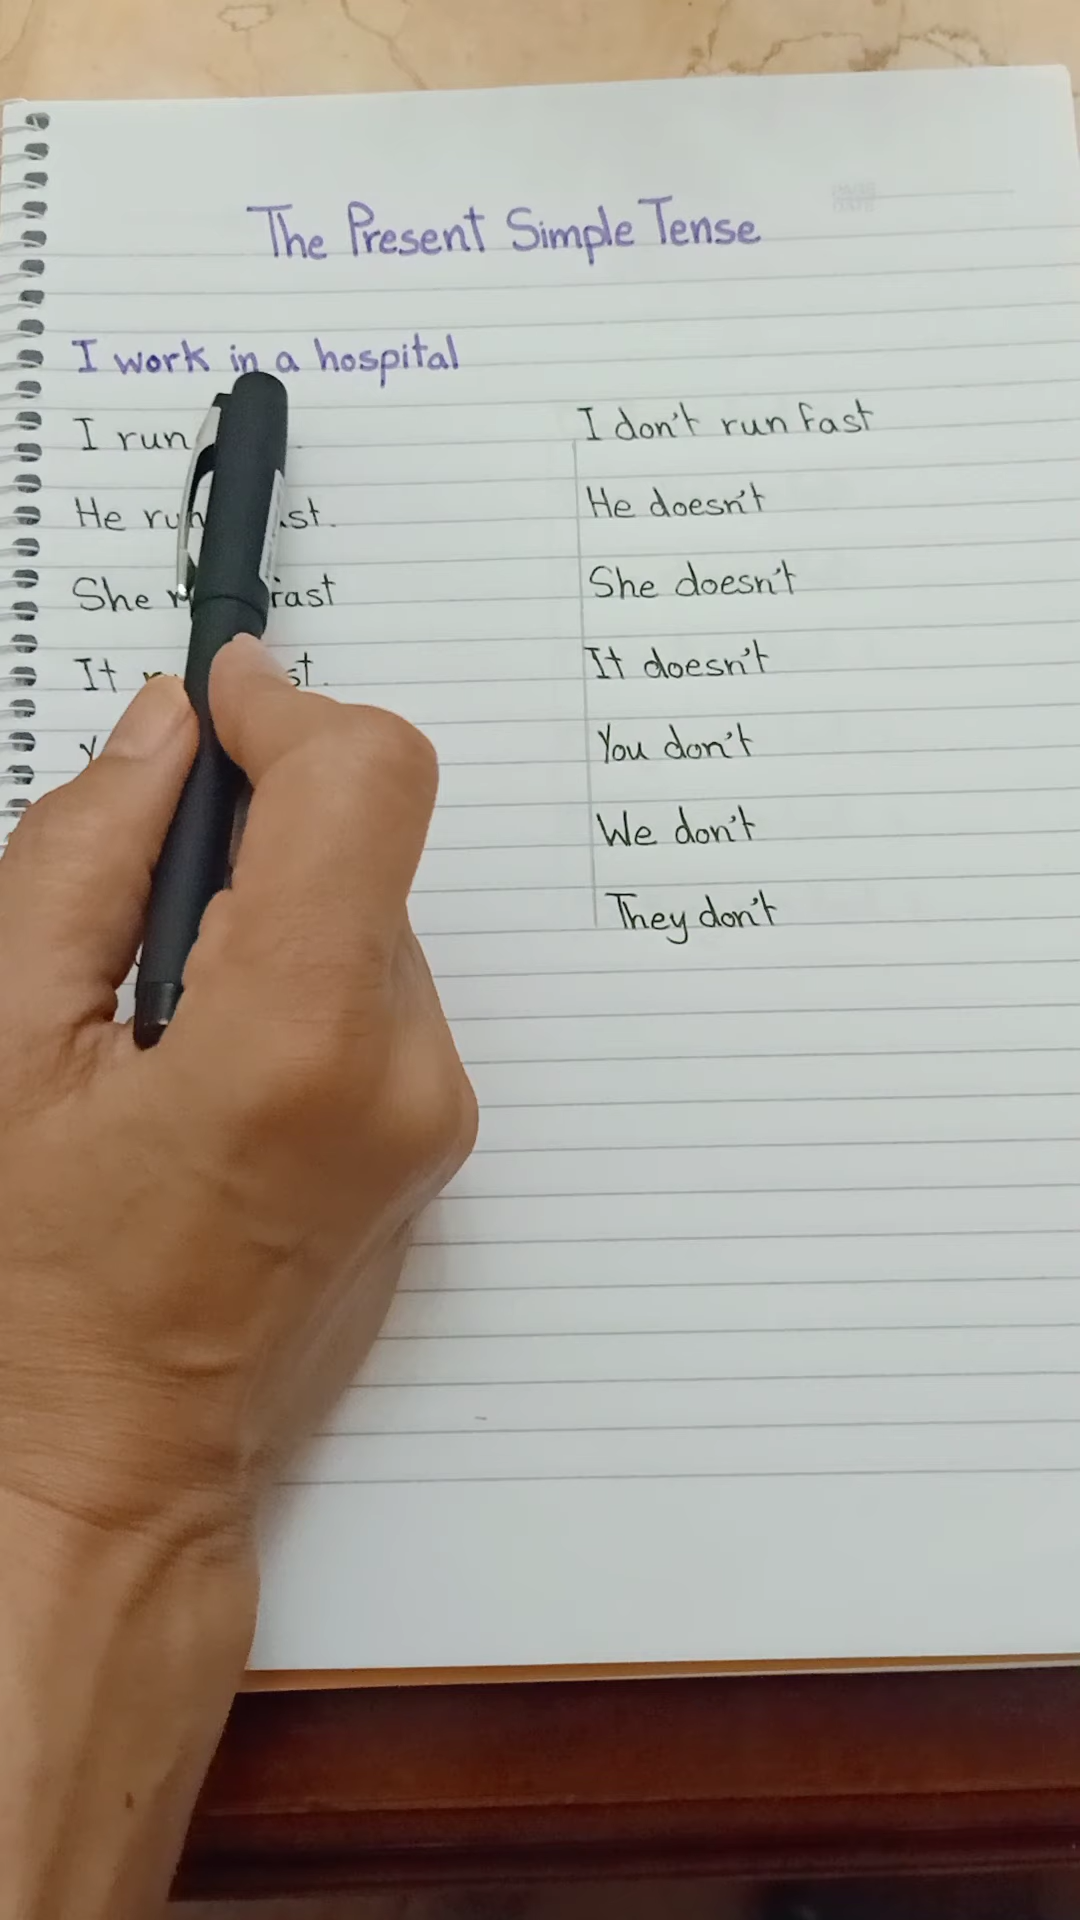 The Present Simple Tense
I work in a hospital
I run
He
She fast
It
I don't run fast
He doesn't
She doesn't
It doesn't
You don't
We don't
They don't